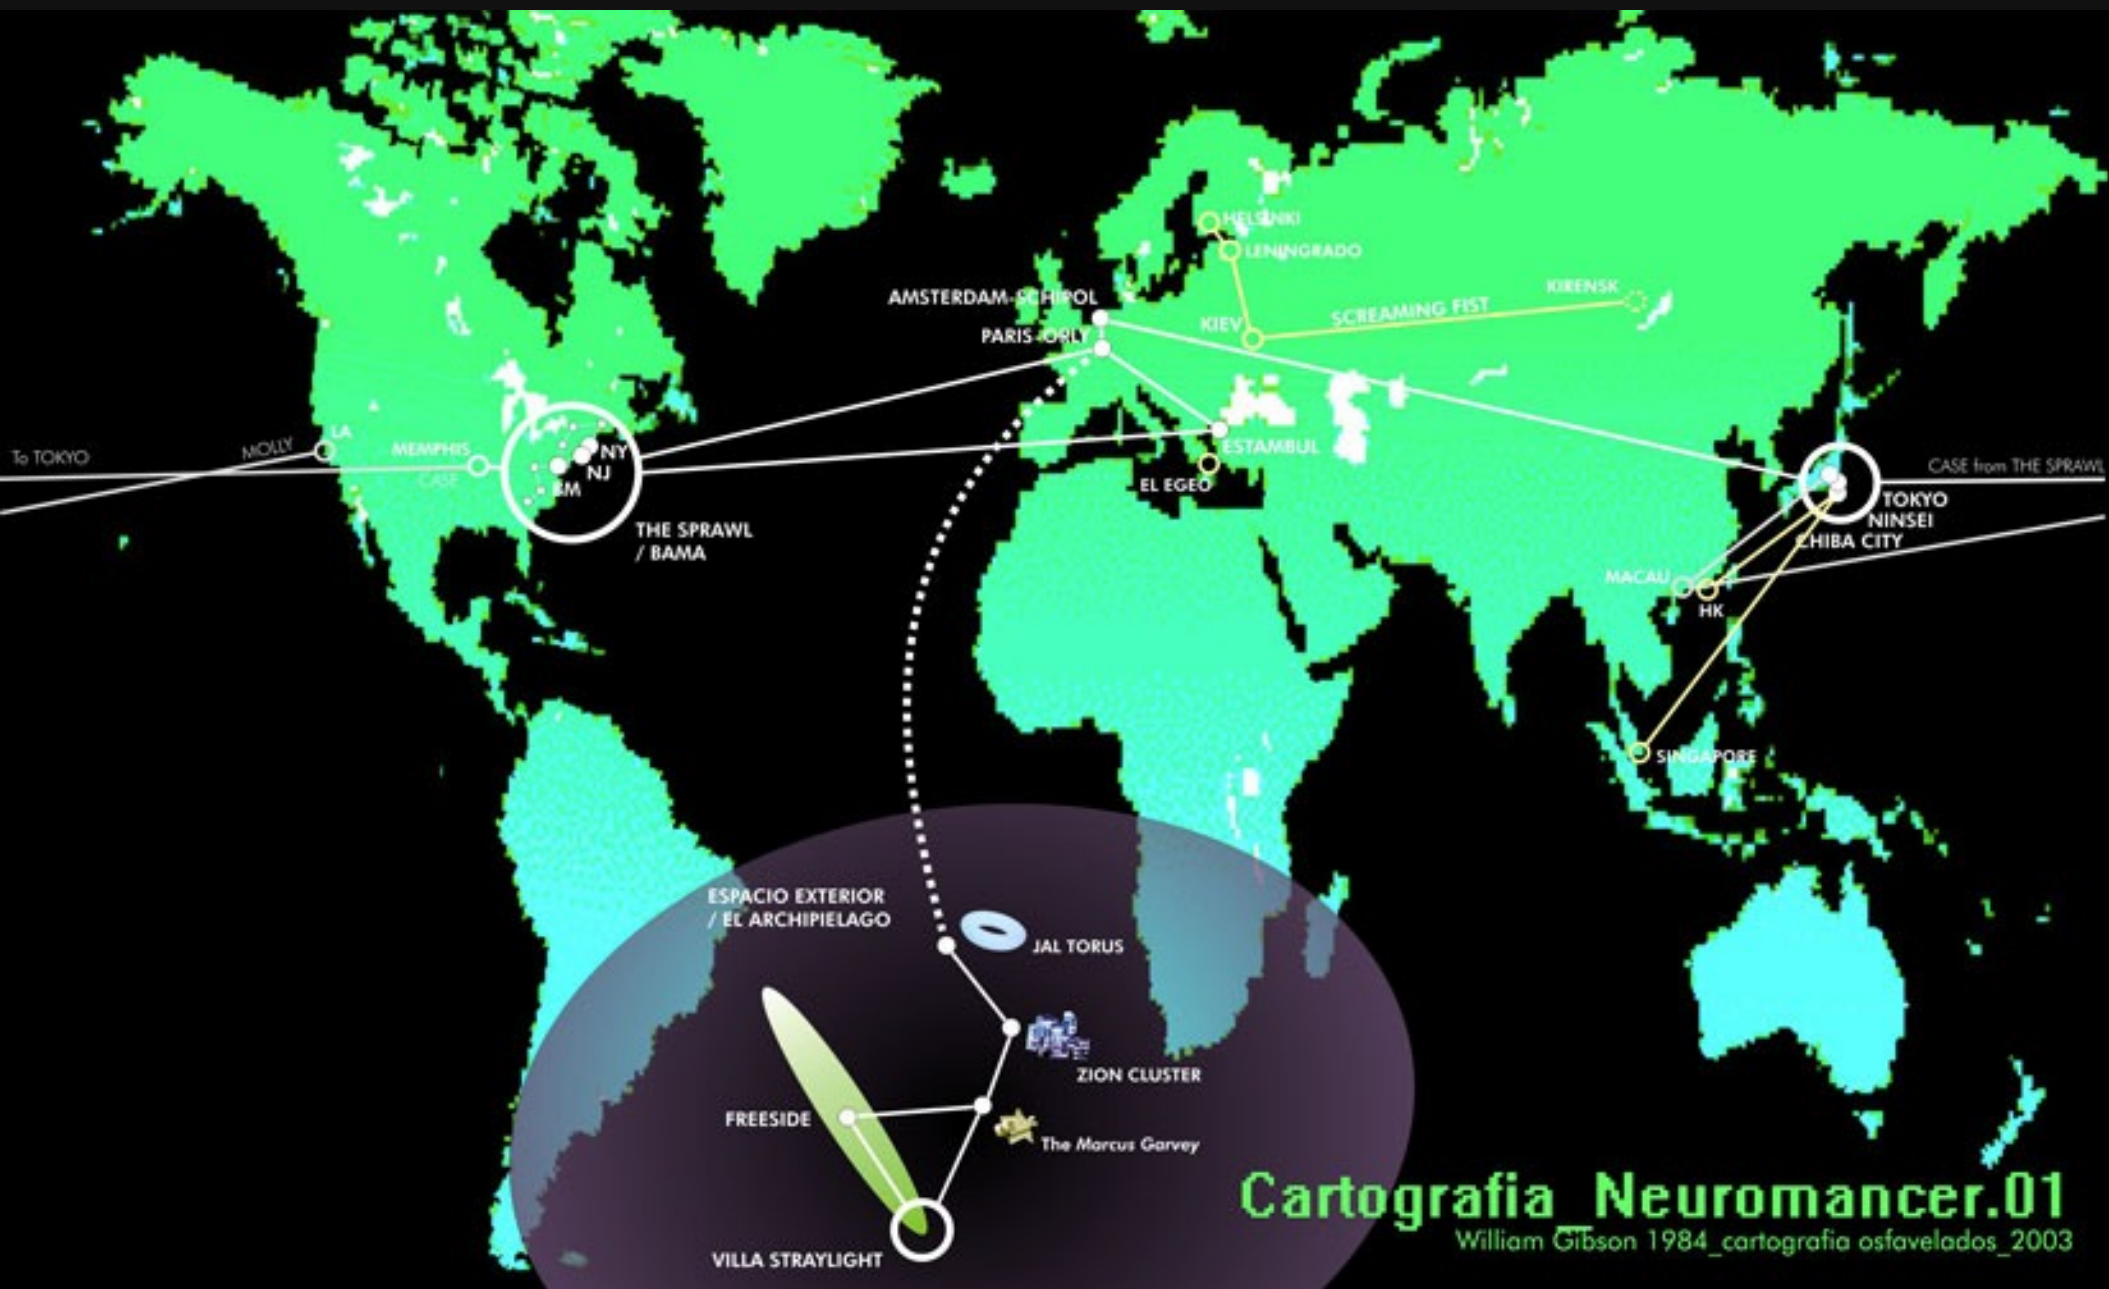 HELSINKI
LENINGRADO
AMSTERDAM-SCHIPOL
KIRENSK
SCREAMING FIST
KIEV
PARIS-ORLY
LA
MOLLY
To TOKYO
MEMPHIS
CASE
NY
NJ
BM
ESTAMBUL
EL EGEO
CASE from THE SPRAWL
TOKYO
NINSEI
CHIBA CITY
THE SPRAWL
/ BAMA
MACAU
HK
SINGAPORE
ESPACIO EXTERIOR
/ EL ARCHIPIELAGO
JAL TORUS
ZION CLUSTER
FREESIDE
The Marcus Garvey
VILLA STRAYLIGHT
Cartografia_Neuromancer.01
William Gibson 1984_cartografia osfavelados_2003